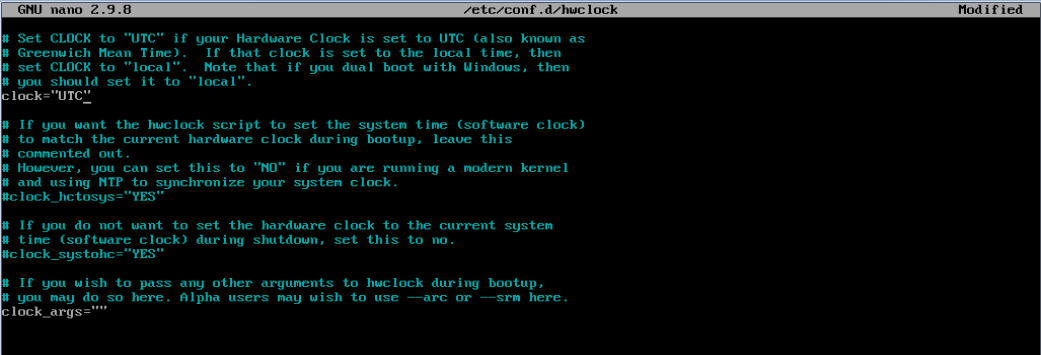 GNU nano 2.9.8 /etc/conf.d/hwclock Modified
# Set CLOCK to "UTC" if your Hardware Clock is set to UTC (also known as
# Greenwich Mean Time).  If that clock is set to the local time, then
# set CLOCK to "local".  Note that if you dual boot with Windows, then
# you should set it to "local".
clock="UTC"
# If you want the hwclock script to set the system time (software clock)
# to match the current hardware clock during bootup, leave this
# commented out.
# However, you can set this to "NO" if you are running a modern kernel
# and using NTP to synchronize your system clock.
#clock_hctosys="YES"
# If you do not want to set the hardware clock to the current system
# time (software clock) during shutdown, set this to no.
#clock_systohc="YES"
# If you wish to pass any other arguments to hwclock during bootup,
# you may do so here. Alpha users may wish to use --arc or --srm here.
clock_args=""